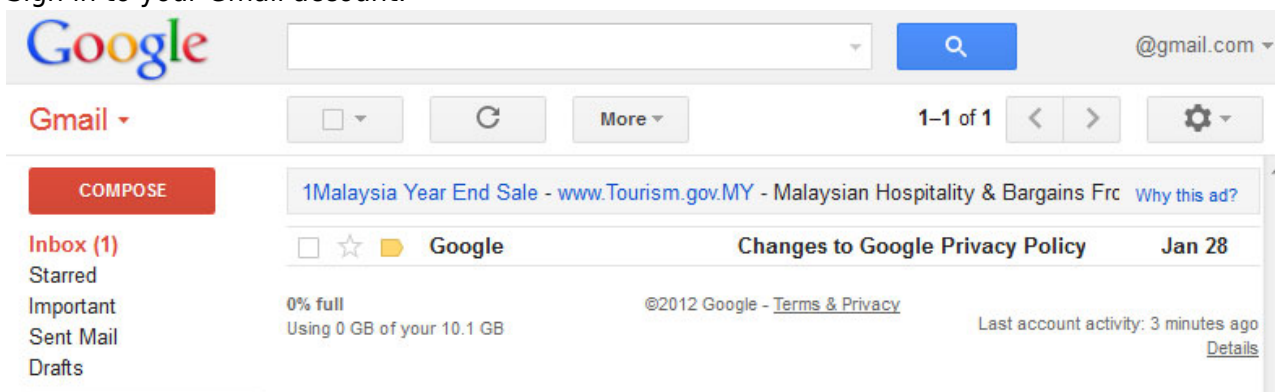 Sign in to your Gmail account.
Google
@gmail.com
Gmail
More
1–1 of 1
COMPOSE
1Malaysia Year End Sale - www.Tourism.gov.MY - Malaysian Hospitality & Bargains Frc
Why this ad?
Inbox (1)
Google Changes to Google Privacy Policy Jan 28
Starred
Important
Sent Mail
Drafts
0% full
Using 0 GB of your 10.1 GB
©2012 Google - Terms & Privacy
Last account activity: 3 minutes ago
Details